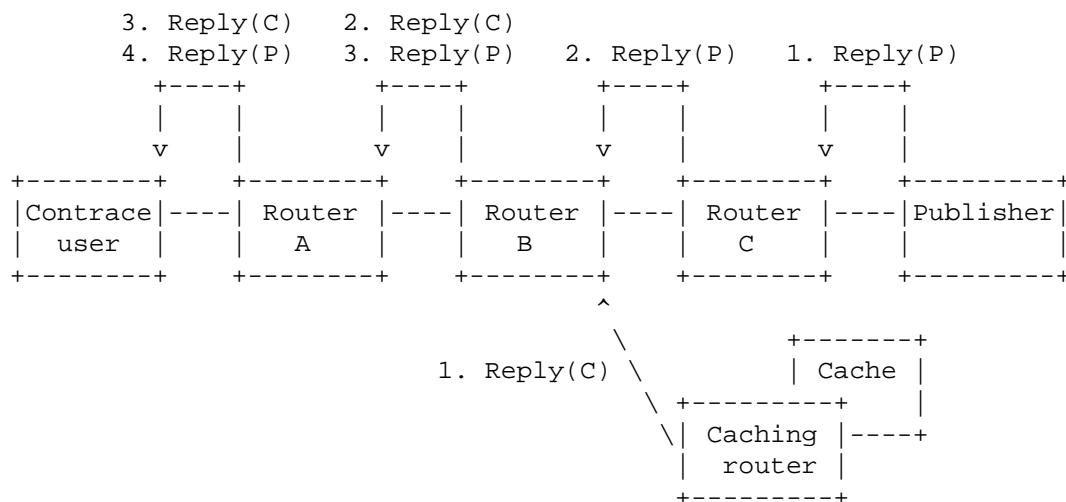 3. Reply(C)   2. Reply(C)
4. Reply(P)   3. Reply(P)   2. Reply(P)   1. Reply(P)
Contrace   Router   Router   Router   Publisher
user   A   B   C
Cache
1. Reply(C)
Caching
router